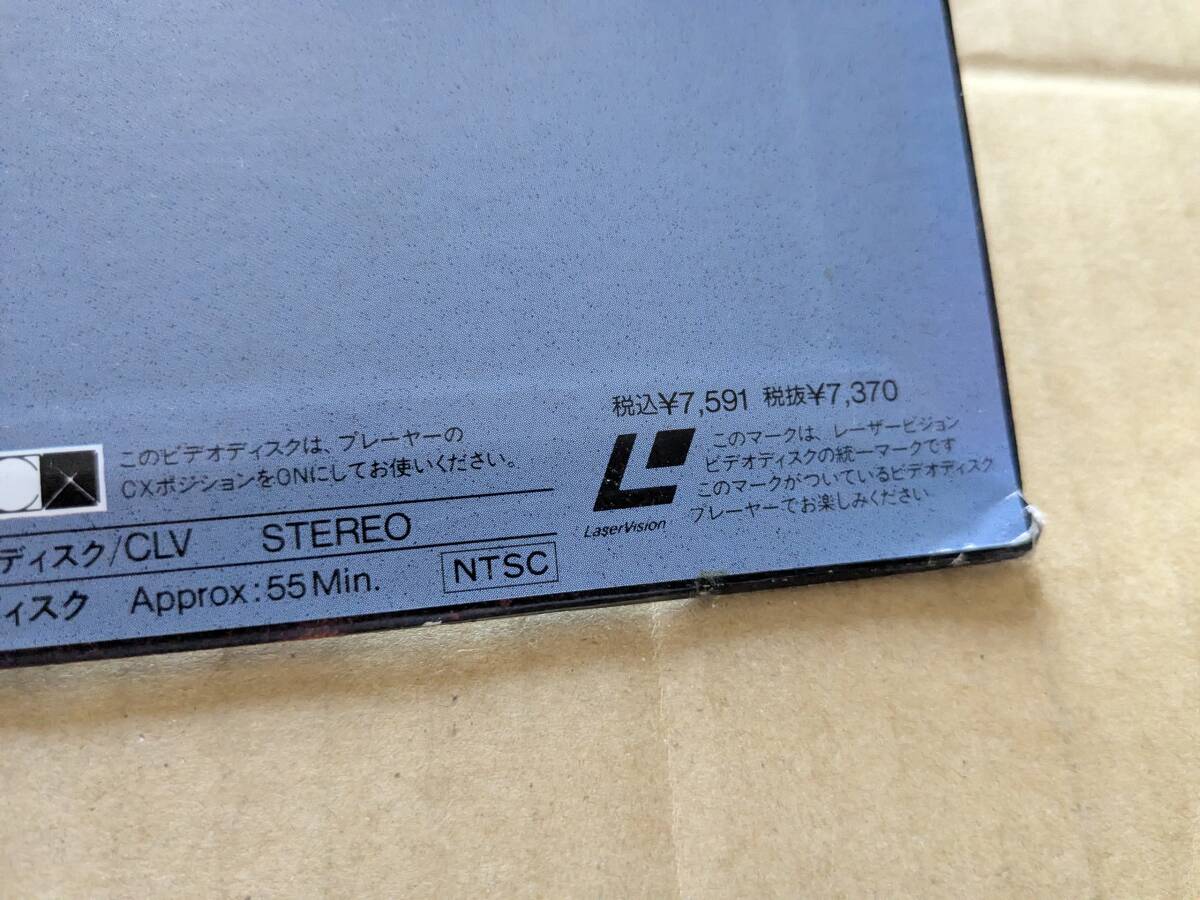 税込¥7,591 税抜¥7,370
このビデオディスクは、プレーヤーの
CXポジションをONにしてお使いください。
このマークは、レーザービジョン
ビデオディスクの統一マークです
このマークがついているビデオディスク
プレーヤーでお楽しみください.
LaserVision
ディスク/CLV STEREO
ィスク Approx:55Min. NTSC